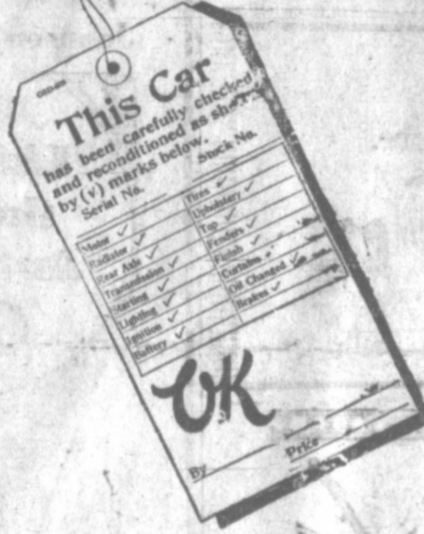 This Car
has been carefully checked
and reconditioned as shown
by (v) marks below.
Serial No. Stock No.
Motor ✓ Tires ✓
Radiator ✓ Upholstery ✓
Rear Axle ✓ Top ✓
Transmission ✓ Fenders ✓
Starting ✓ Finish ✓
Lighting ✓ Curtains ✓
Ignition ✓ Oil Changed ✓
Battery ✓ Brakes ✓
OK
By
Price